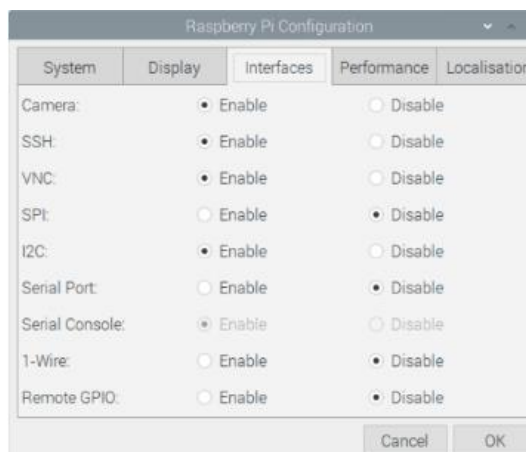 Raspberry Pi Configuration
System Display Interfaces Performance Localisation
Camera: Enable Disable
SSH: Enable Disable
VNC: Enable Disable
SPI: Enable Disable
I2C: Enable Disable
Serial Port: Enable Disable
Serial Console: Enable Disable
1-Wire: Enable Disable
Remote GPIO: Enable Disable
Cancel OK